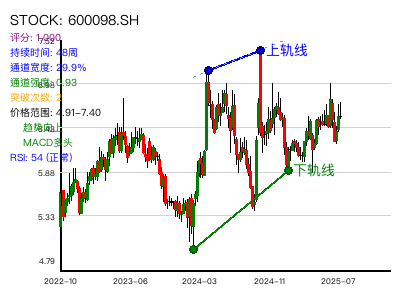 STOCK: 600098.SH
评分: 1.000
7.52
持续时间: 48周
通道宽度: 29.9%
通道强度: 0.93
突破次数: 2
价格范围: 4.91~7.40
趋势向上
MACD多头
RSI: 54 (正常)
上轨线
下轨线
5.88
5.33
4.79
2022-10
2023-06
2024-03
2024-11
2025-07